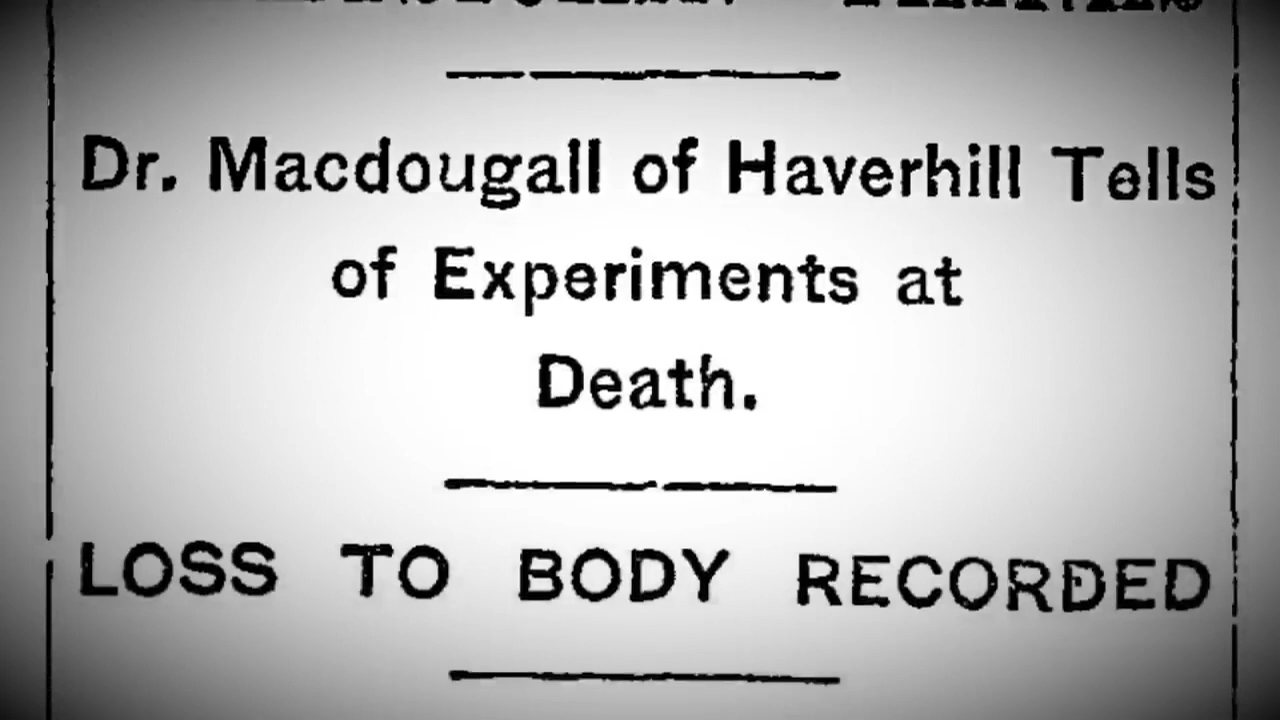 Dr. Macdougall of Haverhill Tells
of Experiments at
Death.
LOSS TO BODY RECORDED